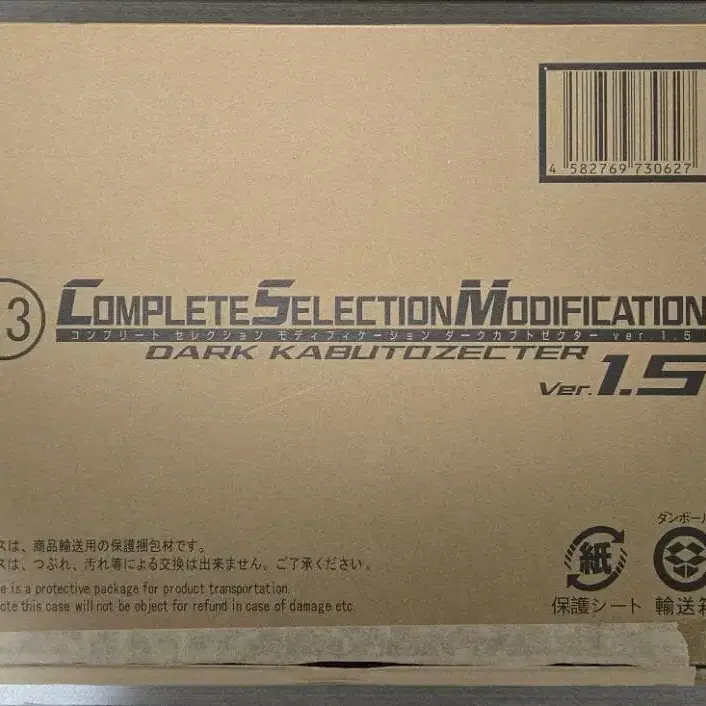 4 582769 730627
3
COMPLETE SELECTION MODIFICATION
コンプリート セレクション モディフィケーション ダークカブトゼクター ver.1.5
DARK KABUTOZECTER
Ver.1.5
スは、商品輸送用の保護梱包材です。
スは、つぶれ、汚れ等による交換は出来ません。ご了承ください。
e is a protective package for product transportation.
ote this case will not be object for refund in case of damage etc.
紙
保護シート
ダンボール
輸送箱